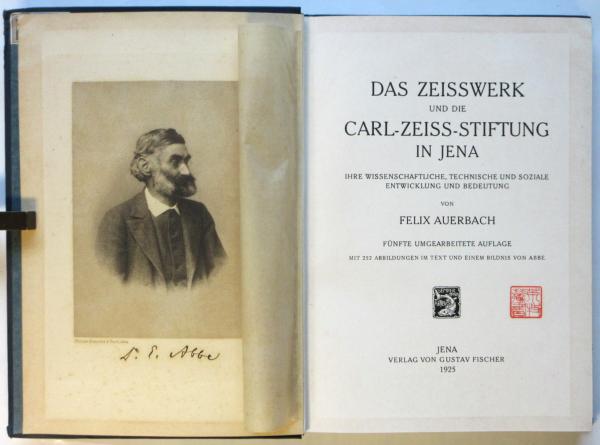 Dr. E. Abbe
DAS ZEISSWERK
UND DIE
CARL-ZEISS-STIFTUNG
IN JENA
IHRE WISSENSCHAFTLICHE, TECHNISCHE UND SOZIALE
ENTWICKLUNG UND BEDEUTUNG
VON
FELIX AUERBACH
FÜNFTE UMGEARBEITETE AUFLAGE
MIT 252 ABBILDUNGEN IM TEXT UND EINEM BILDNIS VON ABBE
JENA
VERLAG VON GUSTAV FISCHER
1925